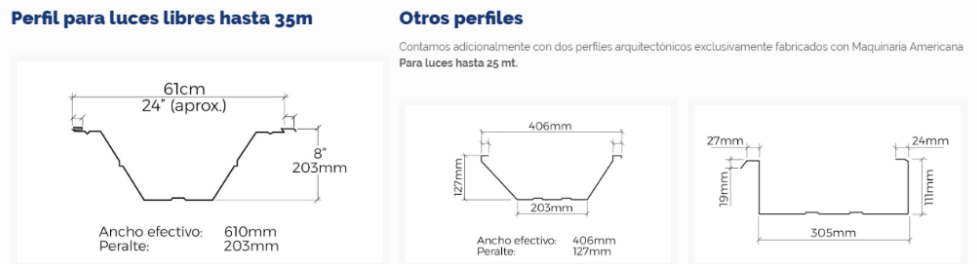 Perfil para luces libres hasta 35m
61cm
24" (aprox.)
8"
203mm
Ancho efectivo: 610mm
Peralte: 203mm
Otros perfiles
Contamos adicionalmente con dos perfiles arquitectónicos exclusivamente fabricados con Maquinaria Americana
Para luces hasta 25 mt.
406mm
127mm
203mm
Ancho efectivo: 406mm
Peralte: 127mm
27mm
24mm
19mm
111mm
305mm